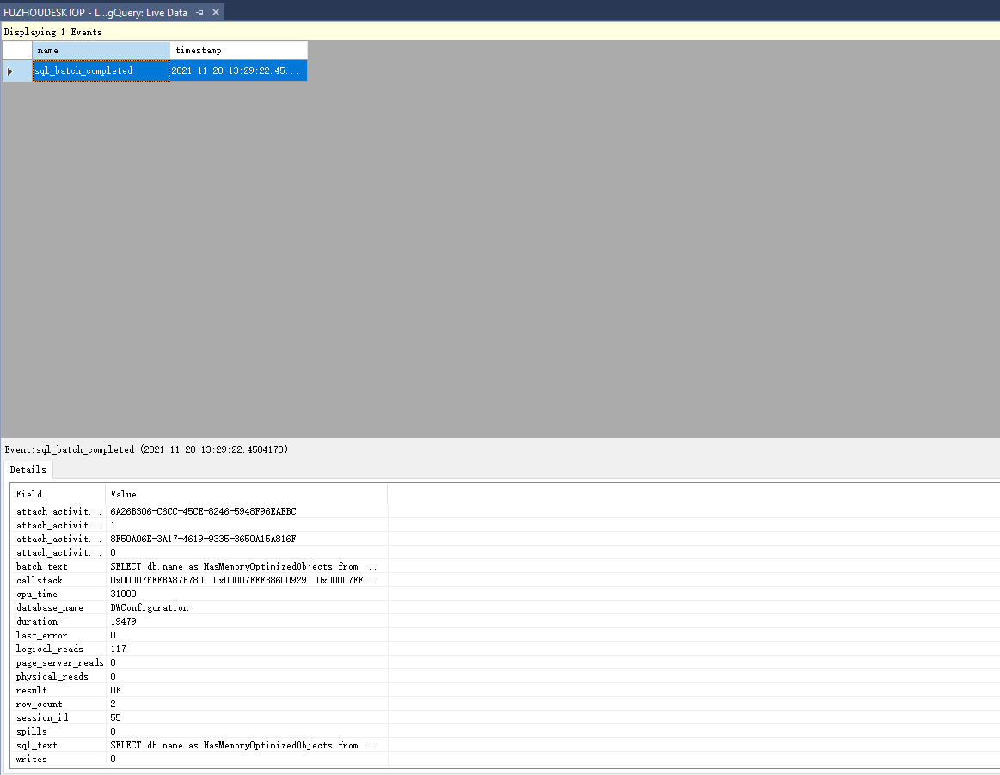 FUZHOUDESKTOP - L...gQuery: Live Data
Displaying 1 Events
name timestamp
sql_batch_completed 2021-11-28 13:29:22.45...
Event:sql_batch_completed (2021-11-28 13:29:22.4584170)
Details
Field Value
attach_activit... 6A26B306-C6CC-45CE-8246-5948F96EAEBC
attach_activit... 1
attach_activit... 8F50A06E-3A17-4619-9335-3650A15A816F
attach_activit... 0
batch_text SELECT db.name as HasMemoryOptimizedObjects from ...
callstack 0x00007FFFBA87B780 0x00007FFFB86C0929 0x00007FF...
cpu_time 31000
database_name DWConfiguration
duration 19479
last_error 0
logical_reads 117
page_server_reads 0
physical_reads 0
result OK
row_count 2
session_id 55
spills 0
sql_text SELECT db.name as HasMemoryOptimizedObjects from ...
writes 0